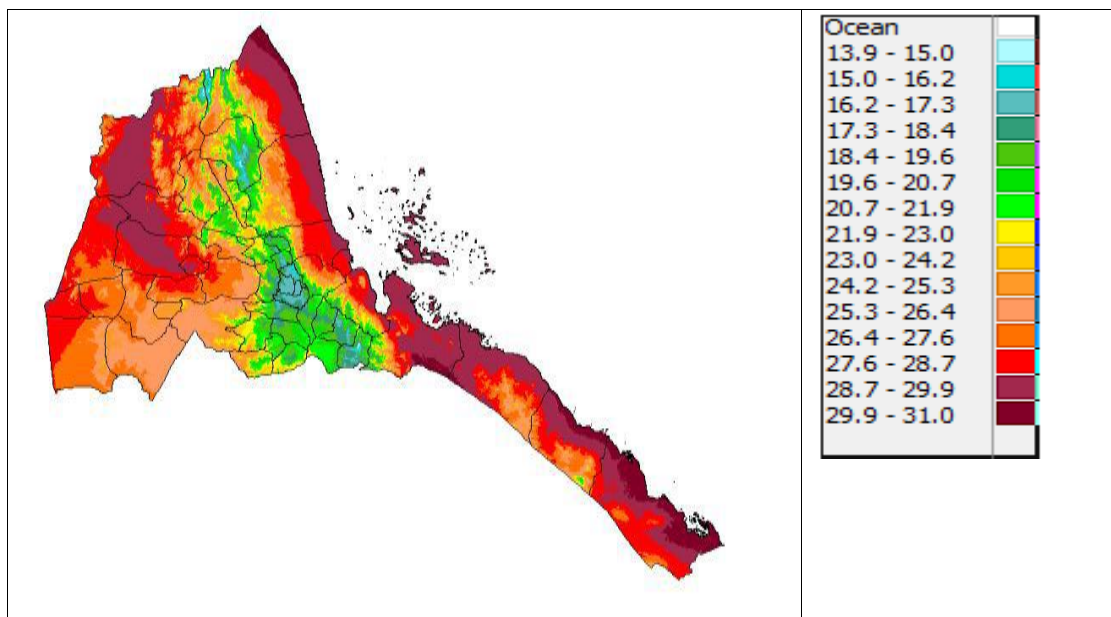 Ocean
13.9 - 15.0
15.0 - 16.2
16.2 - 17.3
17.3 - 18.4
18.4 - 19.6
19.6 - 20.7
20.7 - 21.9
21.9 - 23.0
23.0 - 24.2
24.2 - 25.3
25.3 - 26.4
26.4 - 27.6
27.6 - 28.7
28.7 - 29.9
29.9 - 31.0